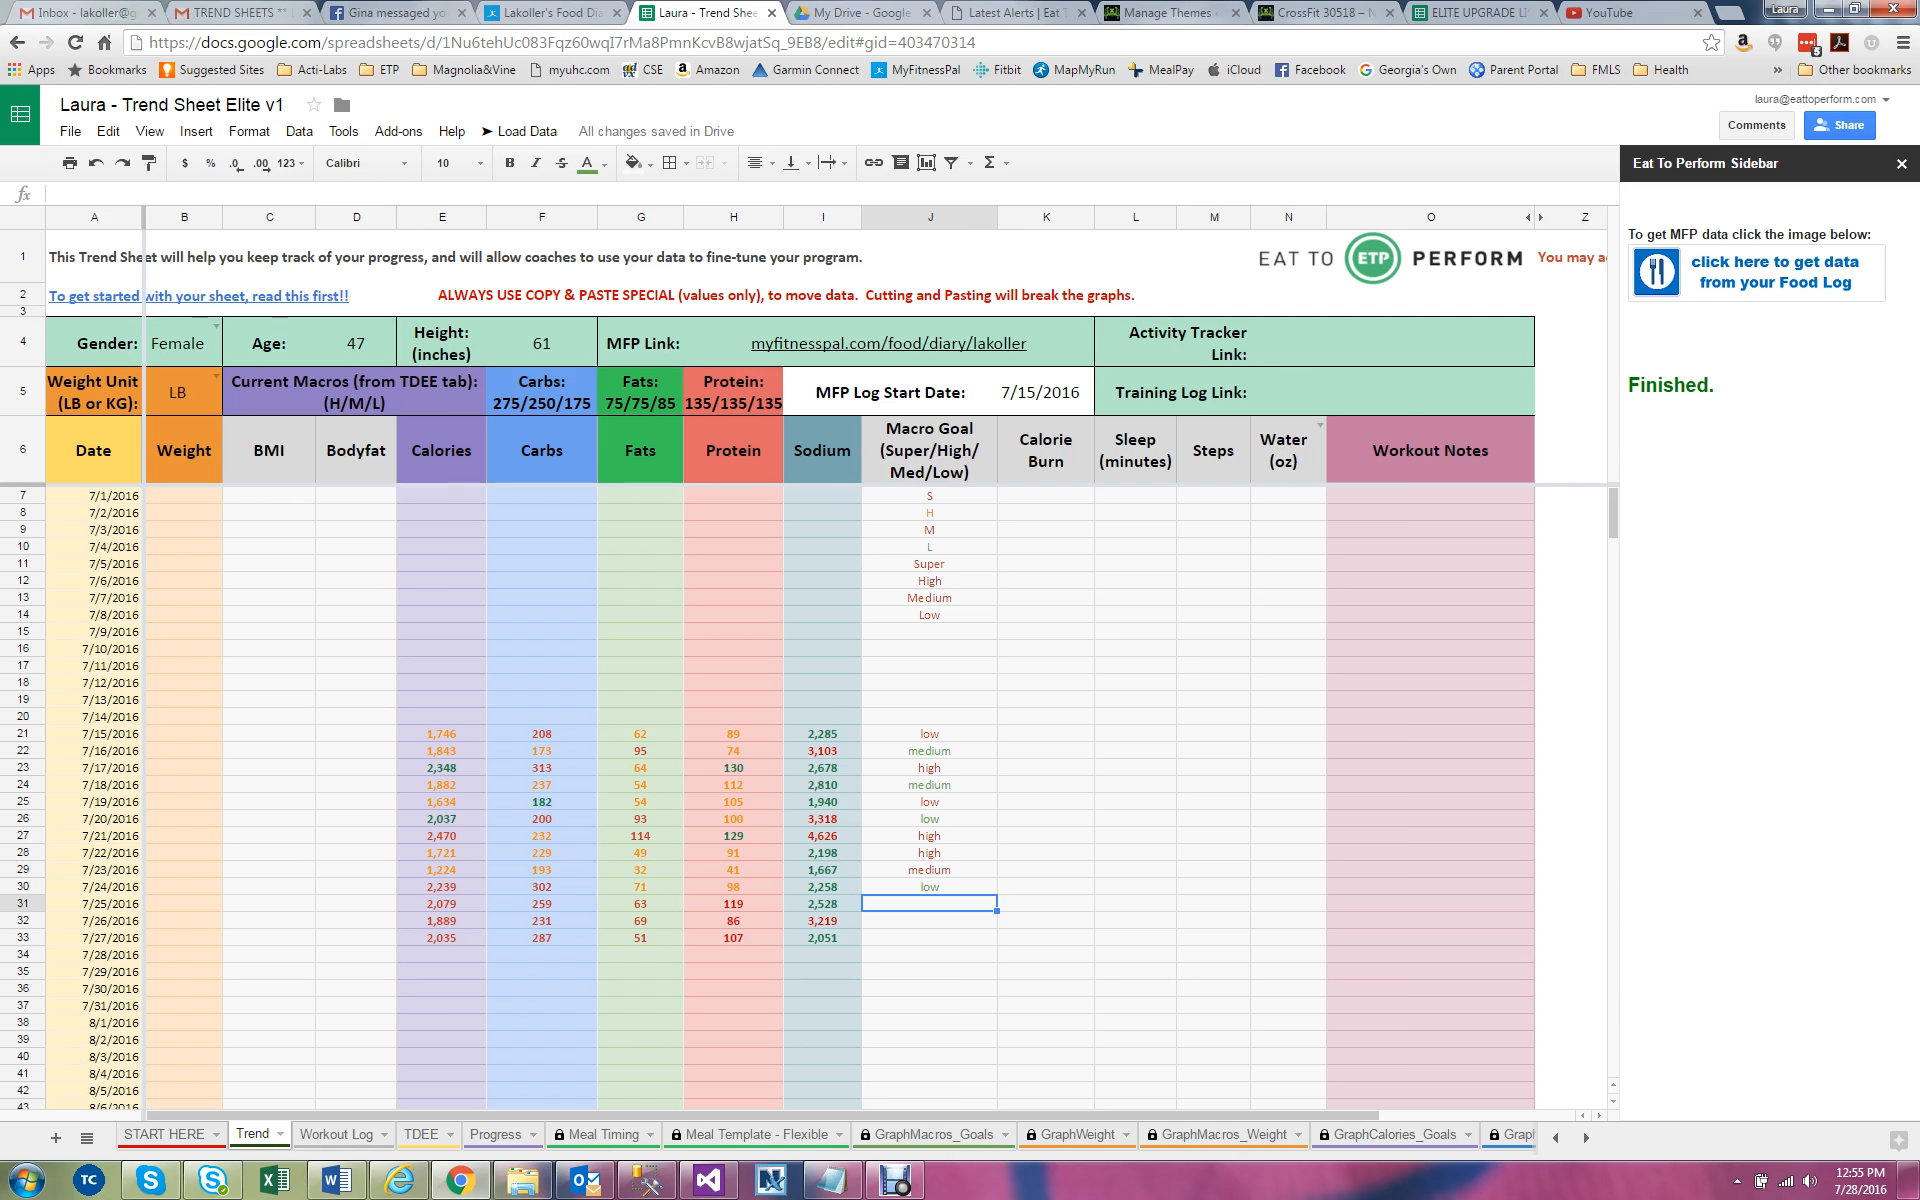 Inbox - lakoller@g
TREND SHEETS **
Gina messaged yo
Lakoller's Food Dia
Laura - Trend Shee
My Drive - Google
Latest Alerts | Eat T
Manage Themes
CrossFit 30518 – N
ELITE UPGRADE LI
YouTube
Laura
https://docs.google.com/spreadsheets/d/1Nu6tehUc083Fqz60wqI7rMa8PmnKcvB8wjatSq_9EB8/edit#gid=403470314
Apps Bookmarks Suggested Sites Acti-Labs ETP Magnolia&Vine myuhc.com CSE Amazon Garmin Connect MyFitnessPal Fitbit MapMyRun MealPay iCloud Facebook Georgia's Own Parent Portal FMLS Health » Other bookmarks
Laura - Trend Sheet Elite v1
laura@eattoperform.com
File Edit View Insert Format Data Tools Add-ons Help Load Data All changes saved in Drive
Comments Share
$ % .0 .00 123 Calibri 10 B I S A Σ
Eat To Perform Sidebar
fx
A B C D E F G H I J K L M N O Z
1 This Trend Sheet will help you keep track of your progress, and will allow coaches to use your data to fine-tune your program. EAT TO ETP PERFORM You may a
2 To get started with your sheet, read this first!! ALWAYS USE COPY & PASTE SPECIAL (values only), to move data. Cutting and Pasting will break the graphs.
3
4 Gender: Female Age: 47 Height: (inches) 61 MFP Link: myfitnesspal.com/food/diary/lakoller Activity Tracker Link:
5 Weight Unit (LB or KG): LB Current Macros (from TDEE tab): (H/M/L) Carbs: 275/250/175 Fats: 75/75/85 Protein: 135/135/135 MFP Log Start Date: 7/15/2016 Training Log Link:
6 Date Weight BMI Bodyfat Calories Carbs Fats Protein Sodium Macro Goal (Super/High/Med/Low) Calorie Burn Sleep (minutes) Steps Water (oz) Workout Notes
7 7/1/2016 S
8 7/2/2016 H
9 7/3/2016 M
10 7/4/2016 L
11 7/5/2016 Super
12 7/6/2016 High
13 7/7/2016 Medium
14 7/8/2016 Low
15 7/9/2016
16 7/10/2016
17 7/11/2016
18 7/12/2016
19 7/13/2016
20 7/14/2016
21 7/15/2016 1,746 208 62 89 2,285 low
22 7/16/2016 1,843 173 95 74 3,103 medium
23 7/17/2016 2,348 313 64 130 2,678 high
24 7/18/2016 1,882 237 54 112 2,810 medium
25 7/19/2016 1,634 182 54 105 1,940 low
26 7/20/2016 2,037 200 93 100 3,318 low
27 7/21/2016 2,470 232 114 129 4,626 high
28 7/22/2016 1,721 229 49 91 2,198 high
29 7/23/2016 1,224 193 32 41 1,667 medium
30 7/24/2016 2,239 302 71 98 2,258 low
31 7/25/2016 2,079 259 63 119 2,528
32 7/26/2016 1,889 231 69 86 3,219
33 7/27/2016 2,035 287 51 107 2,051
34 7/28/2016
35 7/29/2016
36 7/30/2016
37 7/31/2016
38 8/1/2016
39 8/2/2016
40 8/3/2016
41 8/4/2016
42 8/5/2016
43 8/6/2016
To get MFP data click the image below:
click here to get data
from your Food Log
Finished.
START HERE Trend Workout Log TDEE Progress Meal Timing Meal Template - Flexible GraphMacros_Goals GraphWeight GraphMacros_Weight GraphCalories_Goals Graph
TC
12:55 PM
7/28/2016